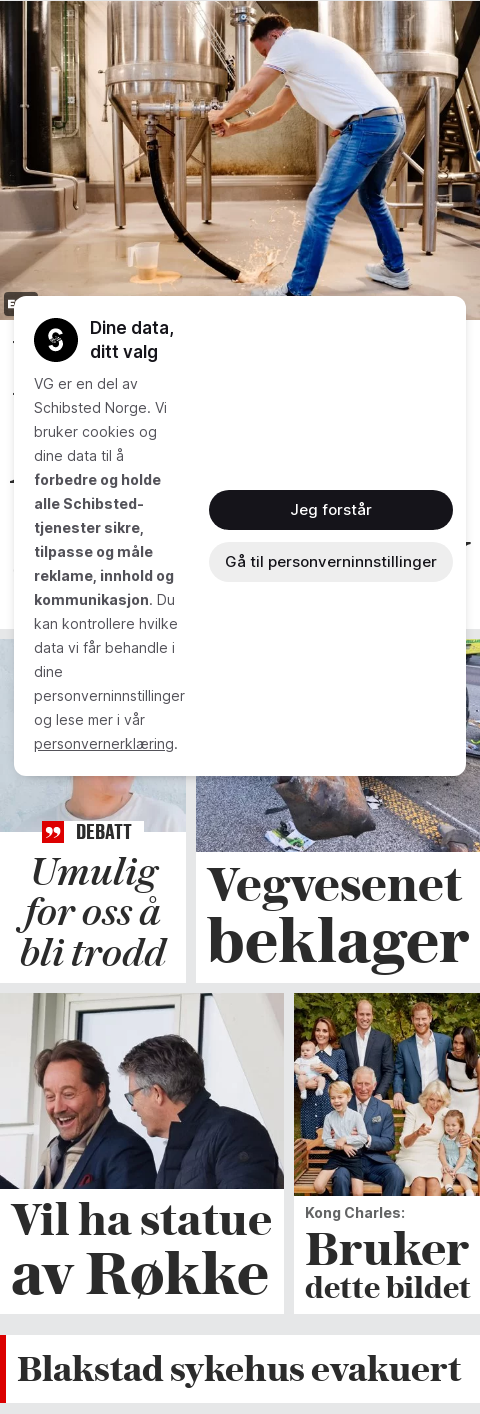 Dine data,
ditt valg
VG er en del av
Schibsted Norge. Vi
bruker cookies og
dine data til å
forbedre og holde
alle Schibsted-
tjenester sikre,
tilpasse og måle
reklame, innhold og
kommunikasjon. Du
kan kontrollere hvilke
data vi får behandle i
dine
personverninnstillinger
og lese mer i vår
personvernerklæring.
Jeg forstår
Gå til personverninnstillinger
DEBATT
Umulig
for oss å
bli trodd
Vegvesenet
beklager
Vil ha statue
av Røkke
Kong Charles:
Bruker
dette bildet
Blakstad sykehus evakuert